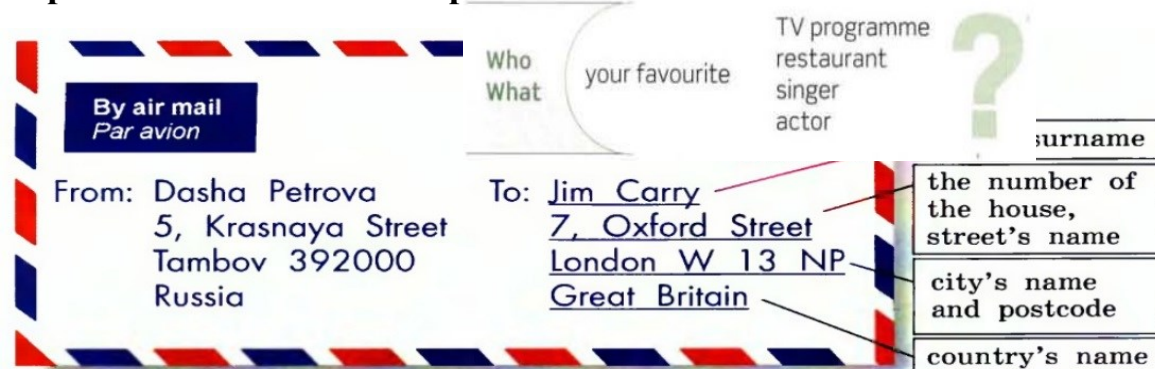 Who
What
your favourite
TV programme
restaurant
singer
actor
?
By air mail
Par avion
From: Dasha Petrova
5, Krasnaya Street
Tambov 392000
Russia
To: Jim Carry
7, Oxford Street
London W 13 NP
Great Britain
surname
the number of
the house,
street's name
city's name
and postcode
country's name